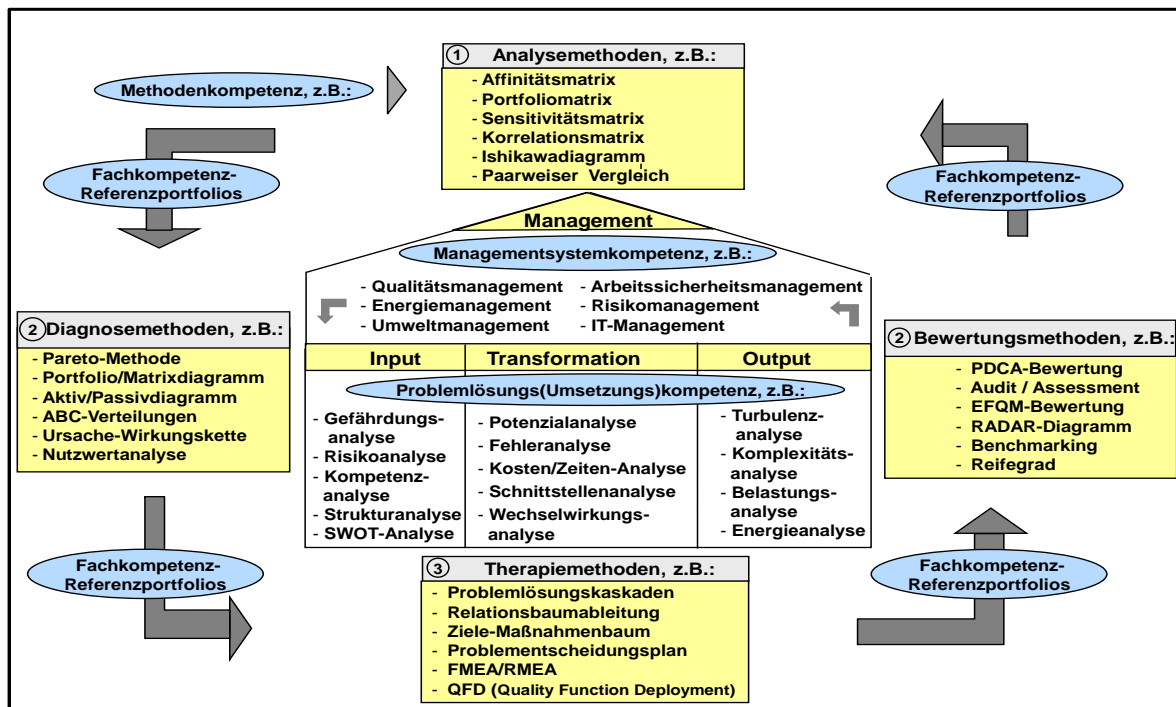 ① Analysemethoden, z.B.:
- Affinitätsmatrix
- Portfoliomatrix
- Sensitivitätsmatrix
- Korrelationsmatrix
- Ishikawadiagramm
- Paarweiser Vergleich
Methodenkompetenz, z.B.:
Fachkompetenz-
Referenzportfolios
Fachkompetenz-
Referenzportfolios
Management
Managementsystemkompetenz, z.B.:
- Qualitätsmanagement
- Energiemanagement
- Umweltmanagement
- Arbeitssicherheitsmanagement
- Risikomanagement
- IT-Management
② Diagnosemethoden, z.B.:
- Pareto-Methode
- Portfolio/Matrixdiagramm
- Aktiv/Passivdiagramm
- ABC-Verteilungen
- Ursache-Wirkungskette
- Nutzwertanalyse
Input
Transformation
Output
Problemlösungs(Umsetzungs)kompetenz, z.B.:
- Gefährdungs-
analyse
- Risikoanalyse
- Kompetenz-
analyse
- Strukturanalyse
- SWOT-Analyse
- Potenzialanalyse
- Fehleranalyse
- Kosten/Zeiten-Analyse
- Schnittstellenanalyse
- Wechselwirkungs-
analyse
- Turbulenz-
analyse
- Komplexitäts-
analyse
- Belastungs-
analyse
- Energieanalyse
② Bewertungsmethoden, z.B.:
- PDCA-Bewertung
- Audit / Assessment
- EFQM-Bewertung
- RADAR-Diagramm
- Benchmarking
- Reifegrad
Fachkompetenz-
Referenzportfolios
③ Therapiemethoden, z.B.:
- Problemlösungskaskaden
- Relationsbaumableitung
- Ziele-Maßnahmenbaum
- Problementscheidungsplan
- FMEA/RMEA
- QFD (Quality Function Deployment)
Fachkompetenz-
Referenzportfolios